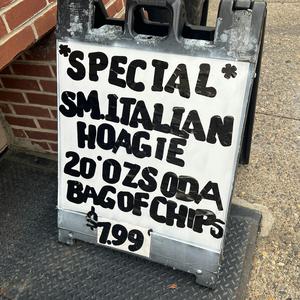 *SPECIAL*
SM.ITALIAN
HOAGIE
20°OZ SODA
BAG OF CHIPS
$7.99